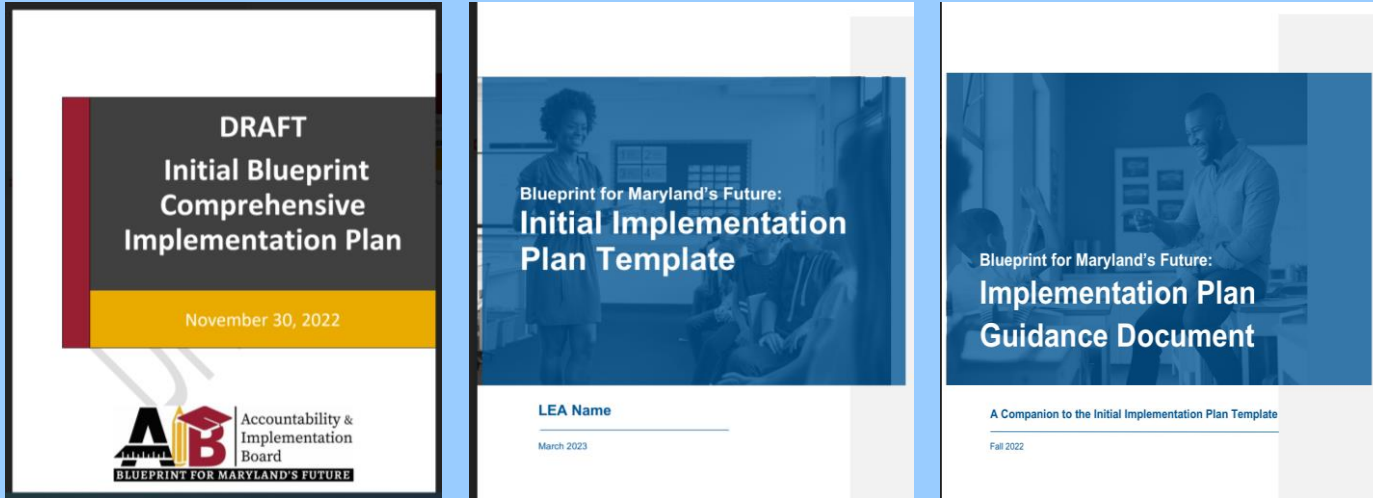 DRAFT
Initial Blueprint
Comprehensive
Implementation Plan
November 30, 2022
AIB
Accountability &
Implementation
Board
BLUEPRINT FOR MARYLAND'S FUTURE
Blueprint for Maryland's Future:
Initial Implementation
Plan Template
LEA Name
March 2023
Blueprint for Maryland's Future:
Implementation Plan
Guidance Document
A Companion to the Initial Implementation Plan Template
Fall 2022